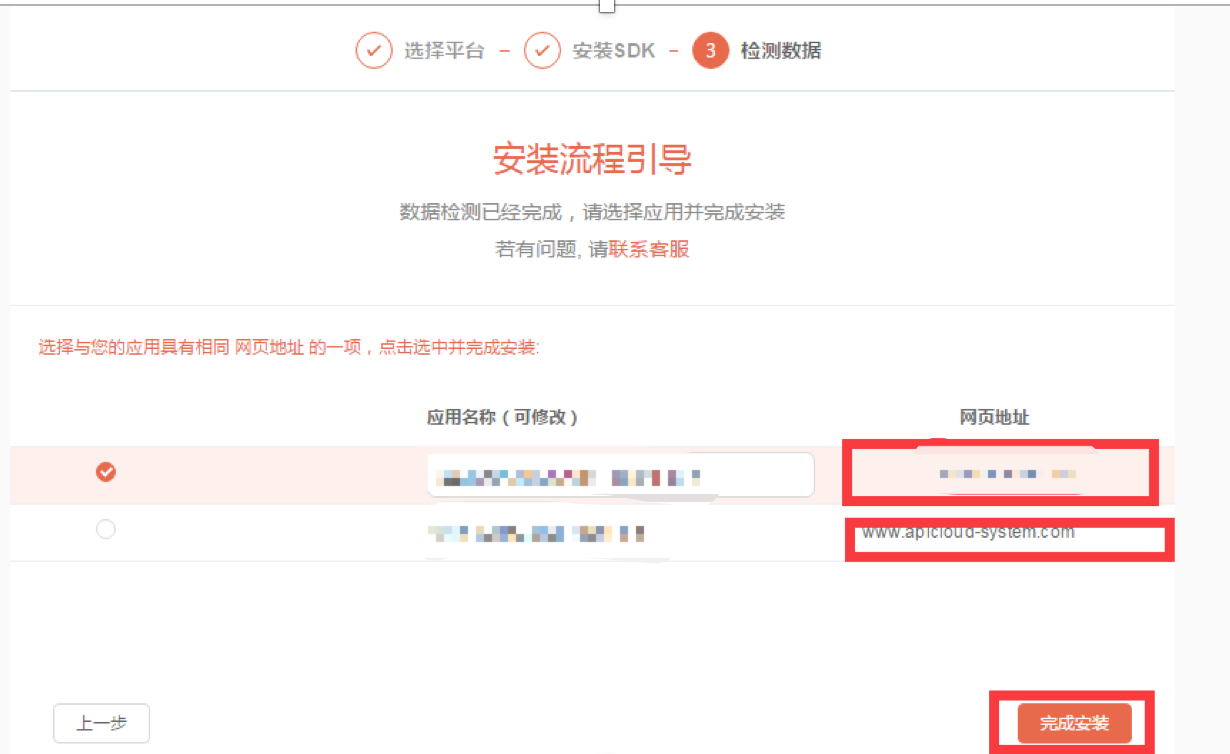 选择平台 - 安装SDK - 3 检测数据
安装流程引导
数据检测已经完成，请选择应用并完成安装
若有问题, 请联系客服
选择与您的应用具有相同 网页地址 的一项，点击选中并完成安装:
应用名称（可修改） 网页地址
www.apicloud-system.com
上一步 完成安装